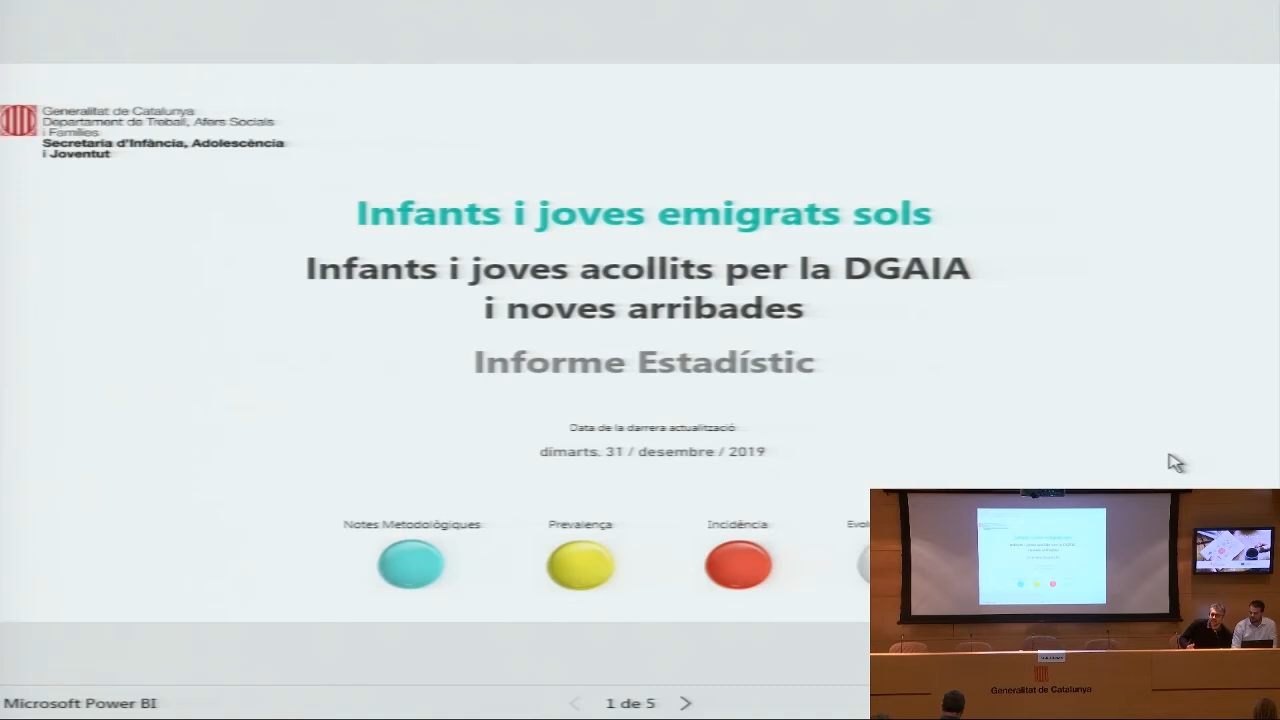 Generalitat de Catalunya
Departament de Treball, Afers Socials
i Famílies
Secretaria d'Infància, Adolescència
i Joventut
Infants i joves emigrats sols
Infants i joves acollits per la DGAIA
i noves arribades
Informe Estadístic
Data de la darrera actualització
dimarts, 31 / desembre / 2019
Notes Metodològiques
Prevalença
Incidència
Microsoft Power BI
1 de 5
Generalitat de Catalunya